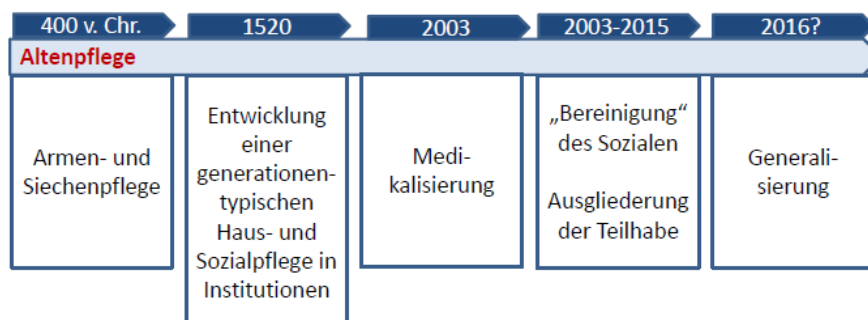 400 v. Chr.
1520
2003
2003-2015
2016?
Altenpflege
Armen- und
Siechenpflege
Entwicklung
einer
generationen-
typischen
Haus- und
Sozialpflege in
Institutionen
Medi-
kalisierung
„Bereinigung“
des Sozialen
Ausgliederung
der Teilhabe
Generali-
sierung